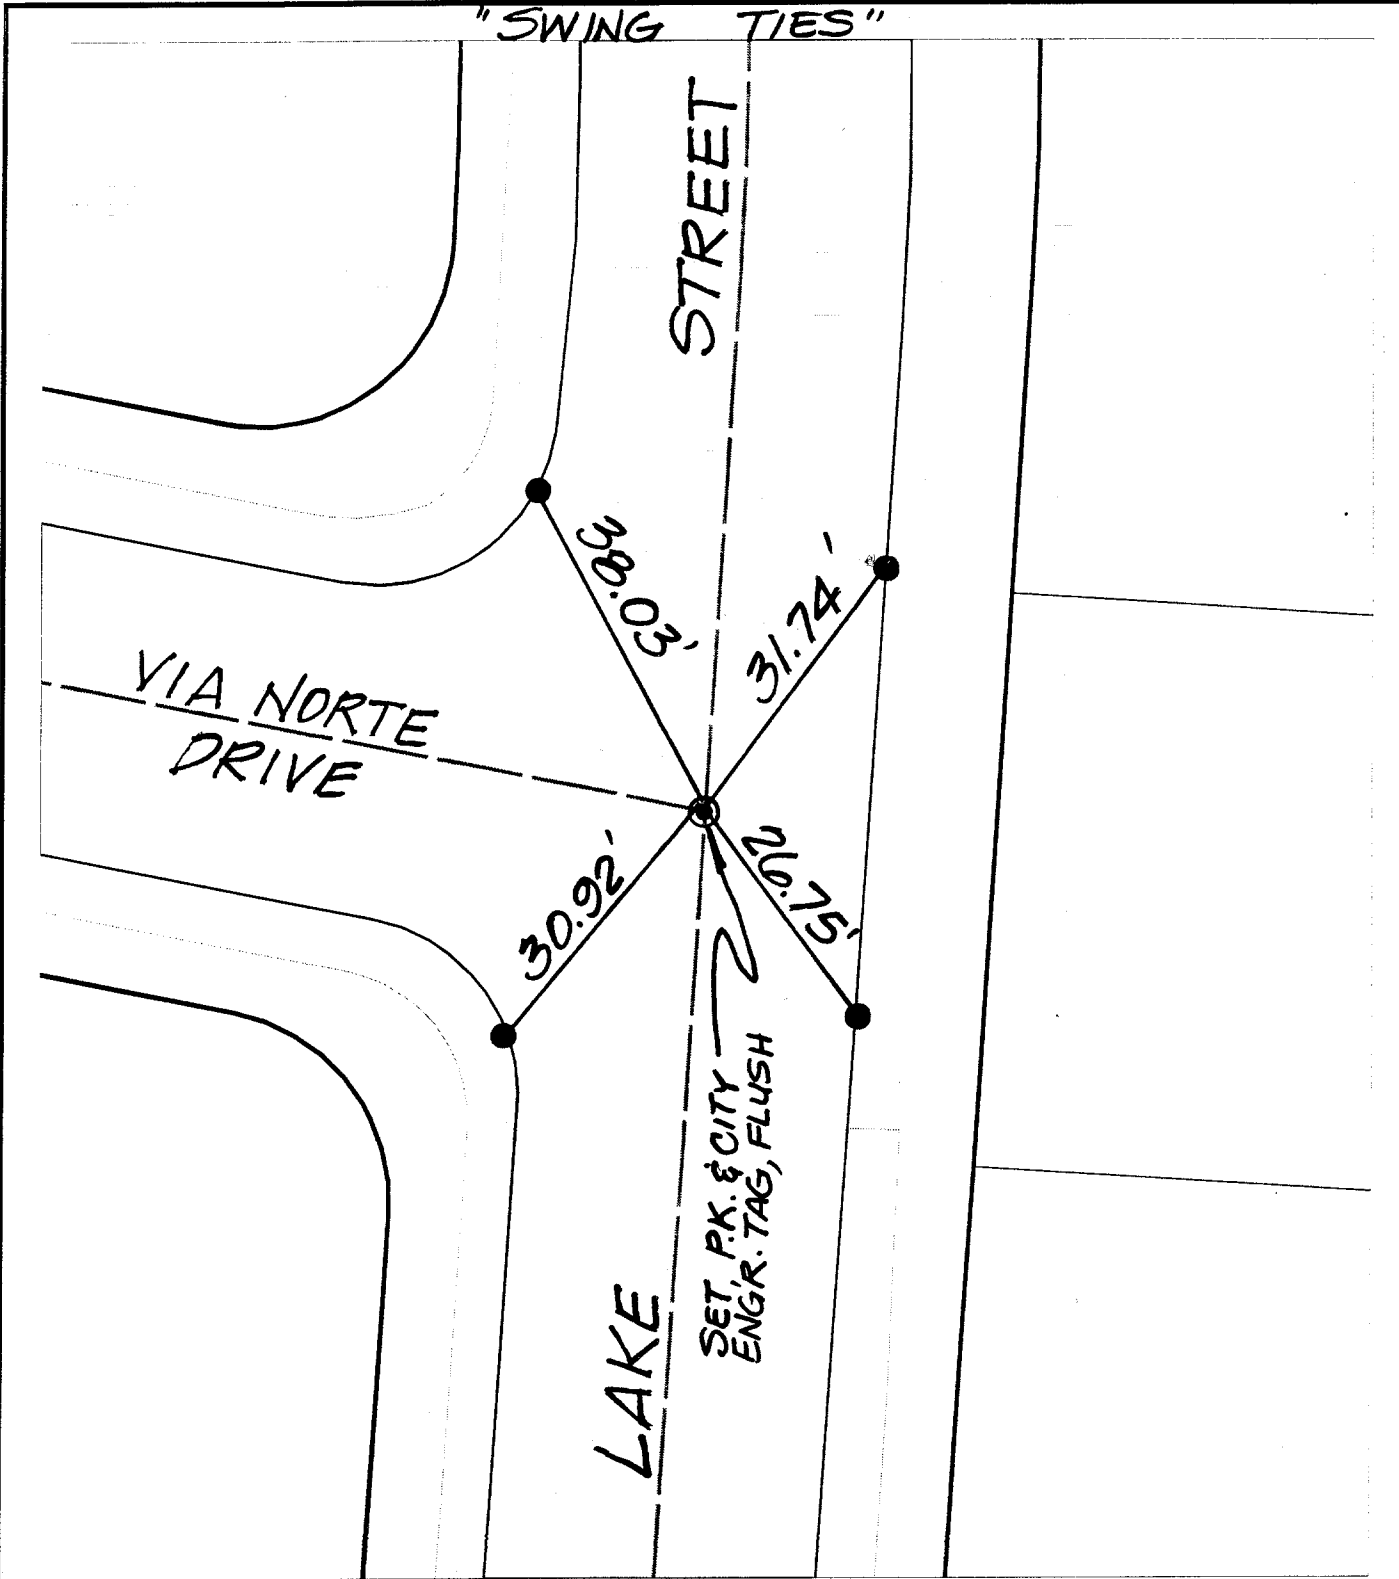 "SWING TIES"
STREET
38.03'
31.74'
VIA NORTE
DRIVE
30.92'
26.75'
SET, P.K. & CITY
ENGR. TAG, FLUSH
LAKE